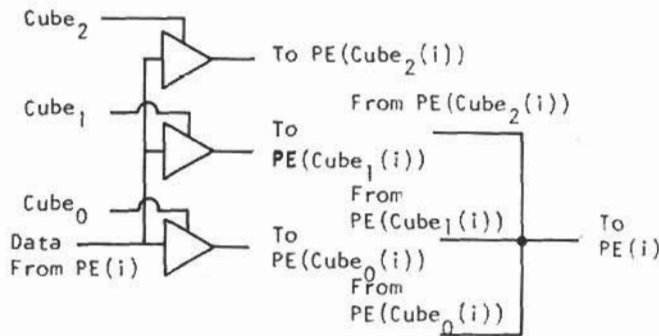 Cube₂
To PE(Cube₂(i))
Cube₁
From PE(Cube₂(i))
To
PE(Cube₁(i))
From
PE(Cube₁(i))
Cube₀
Data
From PE(i)
To
PE(Cube₀(i))
From
PE(Cube₀(i))
To
PE(i)